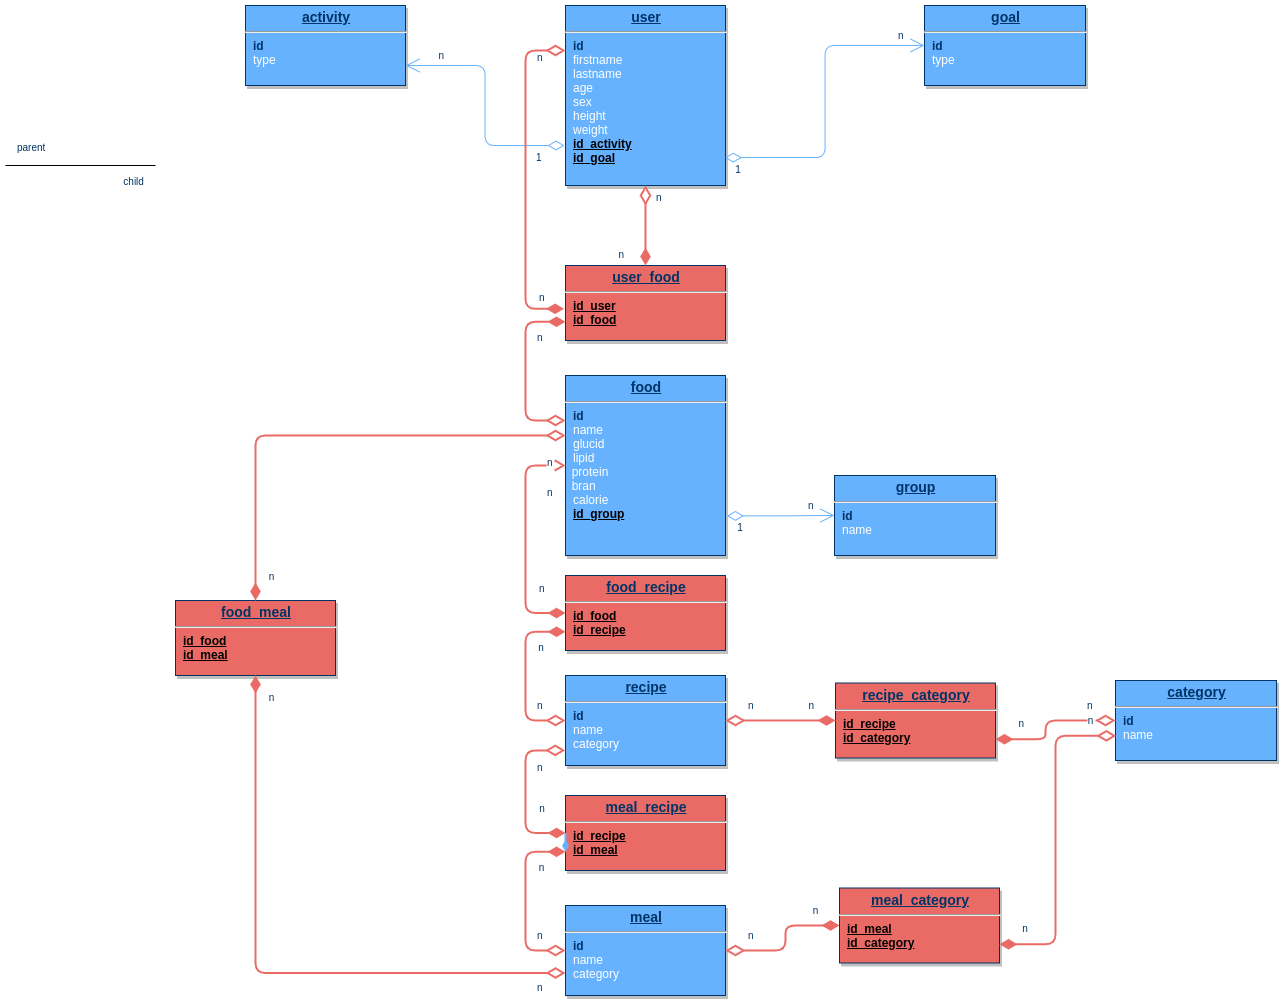 activity
id
type
user
id
firstname
lastname
age
sex
height
weight
id_activity
id_goal
goal
id
type
n
n
n
1
1
parent
child
n
n
user_food
id_user
id_food
n
n
food
id
name
glucid
lipid
protein
bran
calorie
id_group
n
n
1
n
group
id
name
food_meal
id_food
id_meal
n
n
food_recipe
id_food
id_recipe
n
n
recipe
id
name
category
n
n
n
n
recipe_category
id_recipe
id_category
n
n
n
category
id
name
meal_recipe
id_recipe
id_meal
n
n
meal
id
name
category
n
n
n
n
meal_category
id_meal
id_category
n